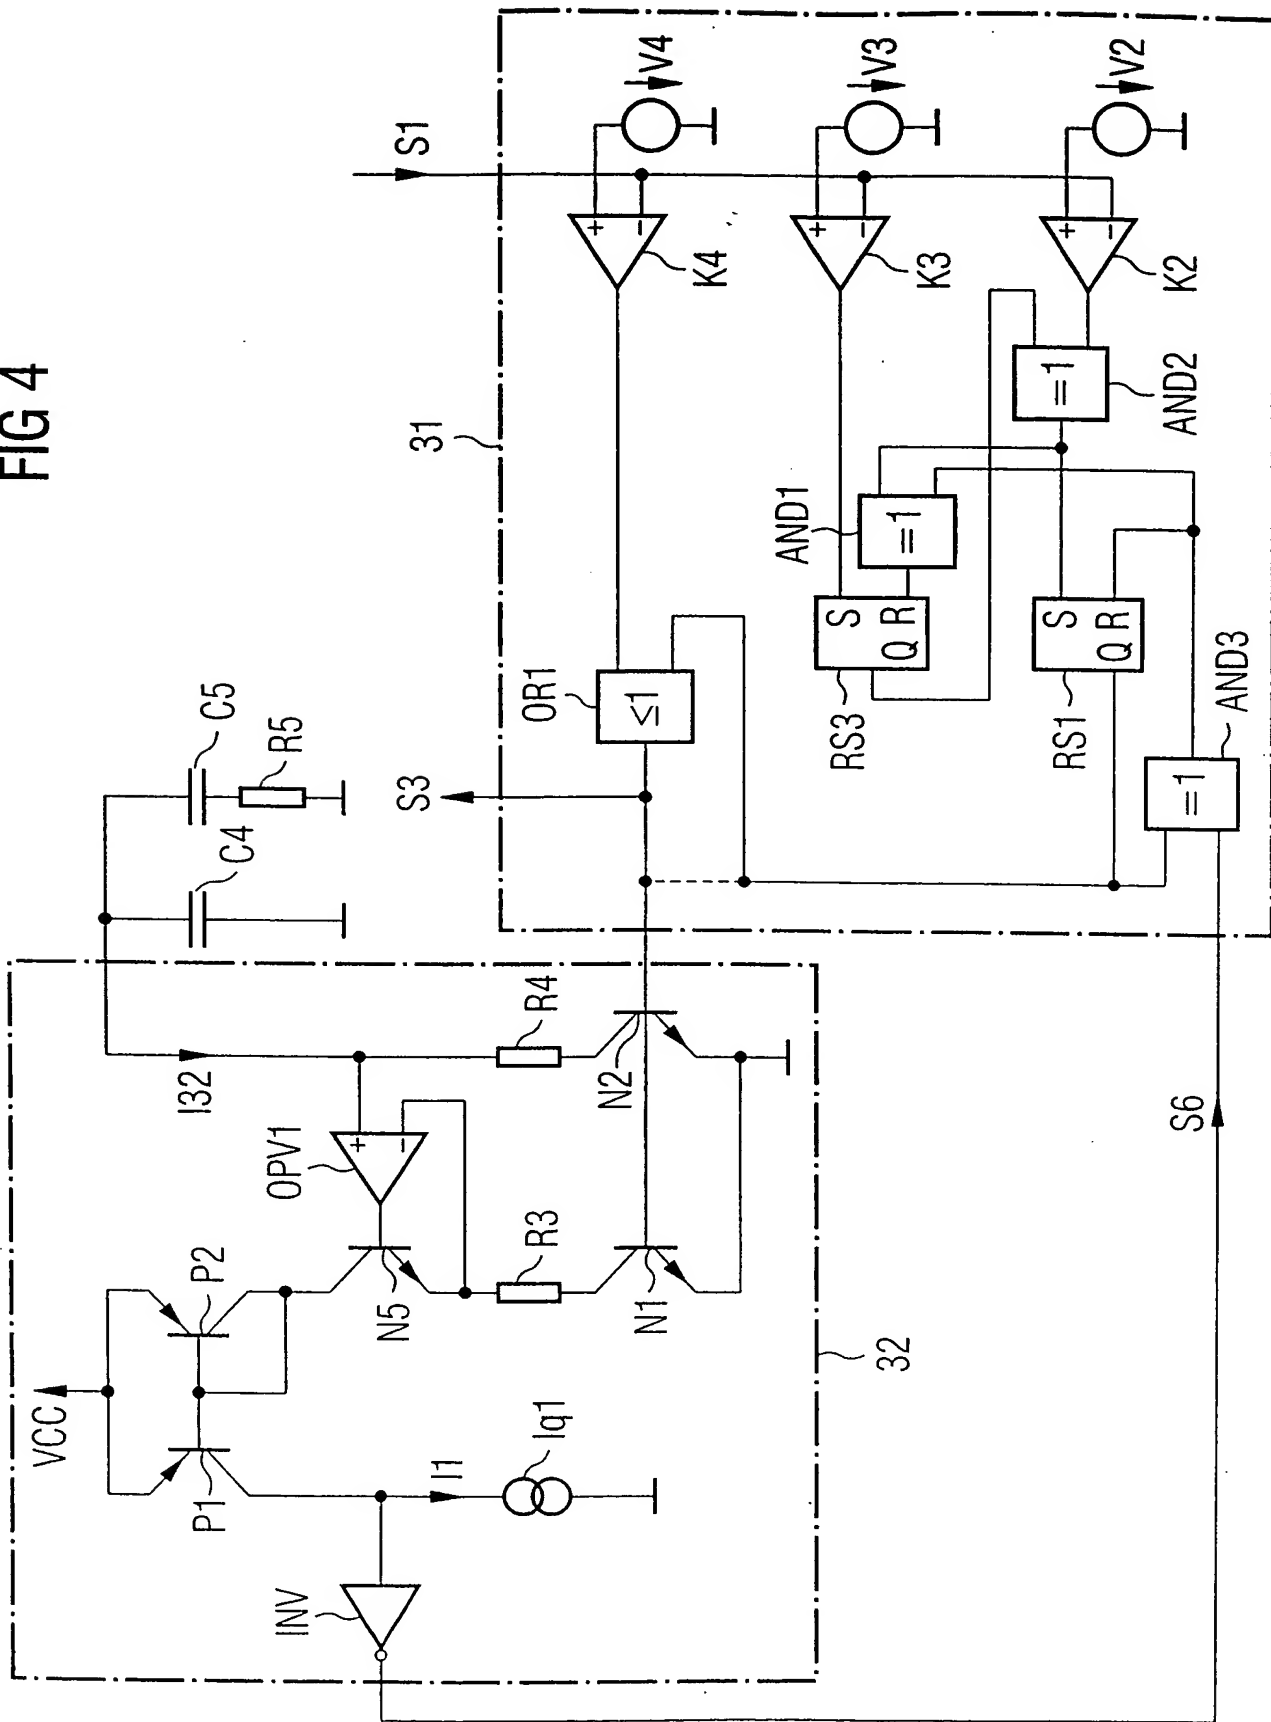 FIG 4
VCC
P1
P2
INV
I1
Iq1
N5
OPV1
+
−
I32
R3
R4
N1
N2
32
C4
C5
R5
S3
S1
31
S6
OR1
≤1
K4
+
−
V4
K3
+
−
V3
K2
+
−
V2
AND1
=1
AND2
=1
RS3
S
Q R
RS1
S
Q R
AND3
=1